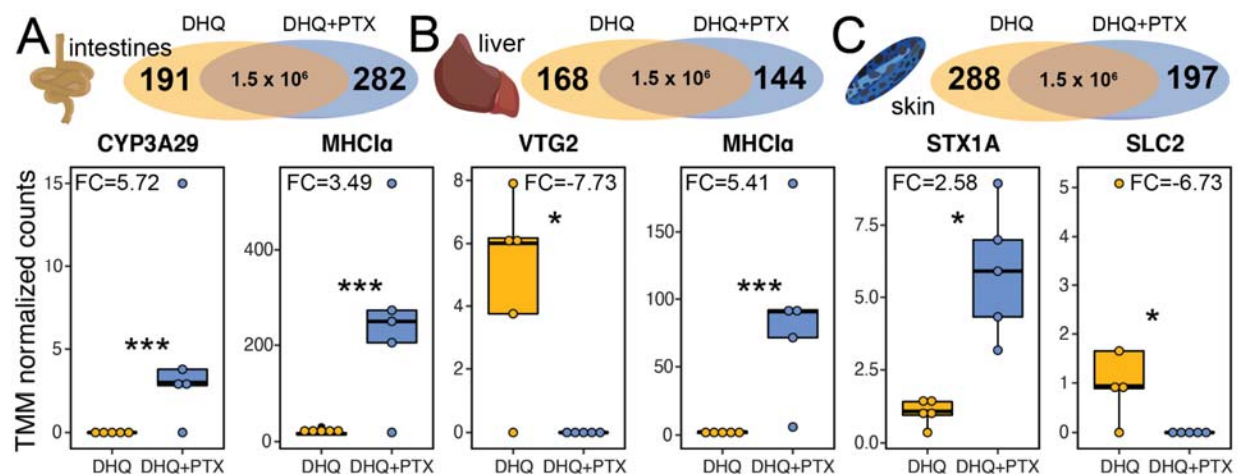 A intestines DHQ DHQ+PTX
191 1.5 x 10⁶ 282
B liver DHQ DHQ+PTX
168 1.5 x 10⁶ 144
C skin DHQ DHQ+PTX
288 1.5 x 10⁶ 197
TMM normalized counts
CYP3A29
FC=5.72
***
15
10
5
0
DHQ DHQ+PTX
MHCIα
FC=3.49
***
400
200
0
DHQ DHQ+PTX
VTG2
FC=-7.73
*
8
6
4
2
0
DHQ DHQ+PTX
MHCIα
FC=5.41
***
150
100
50
0
DHQ DHQ+PTX
STX1A
FC=2.58
*
7.5
5.0
2.5
0.0
DHQ DHQ+PTX
SLC2
FC=-6.73
*
5
4
3
2
1
0
DHQ DHQ+PTX